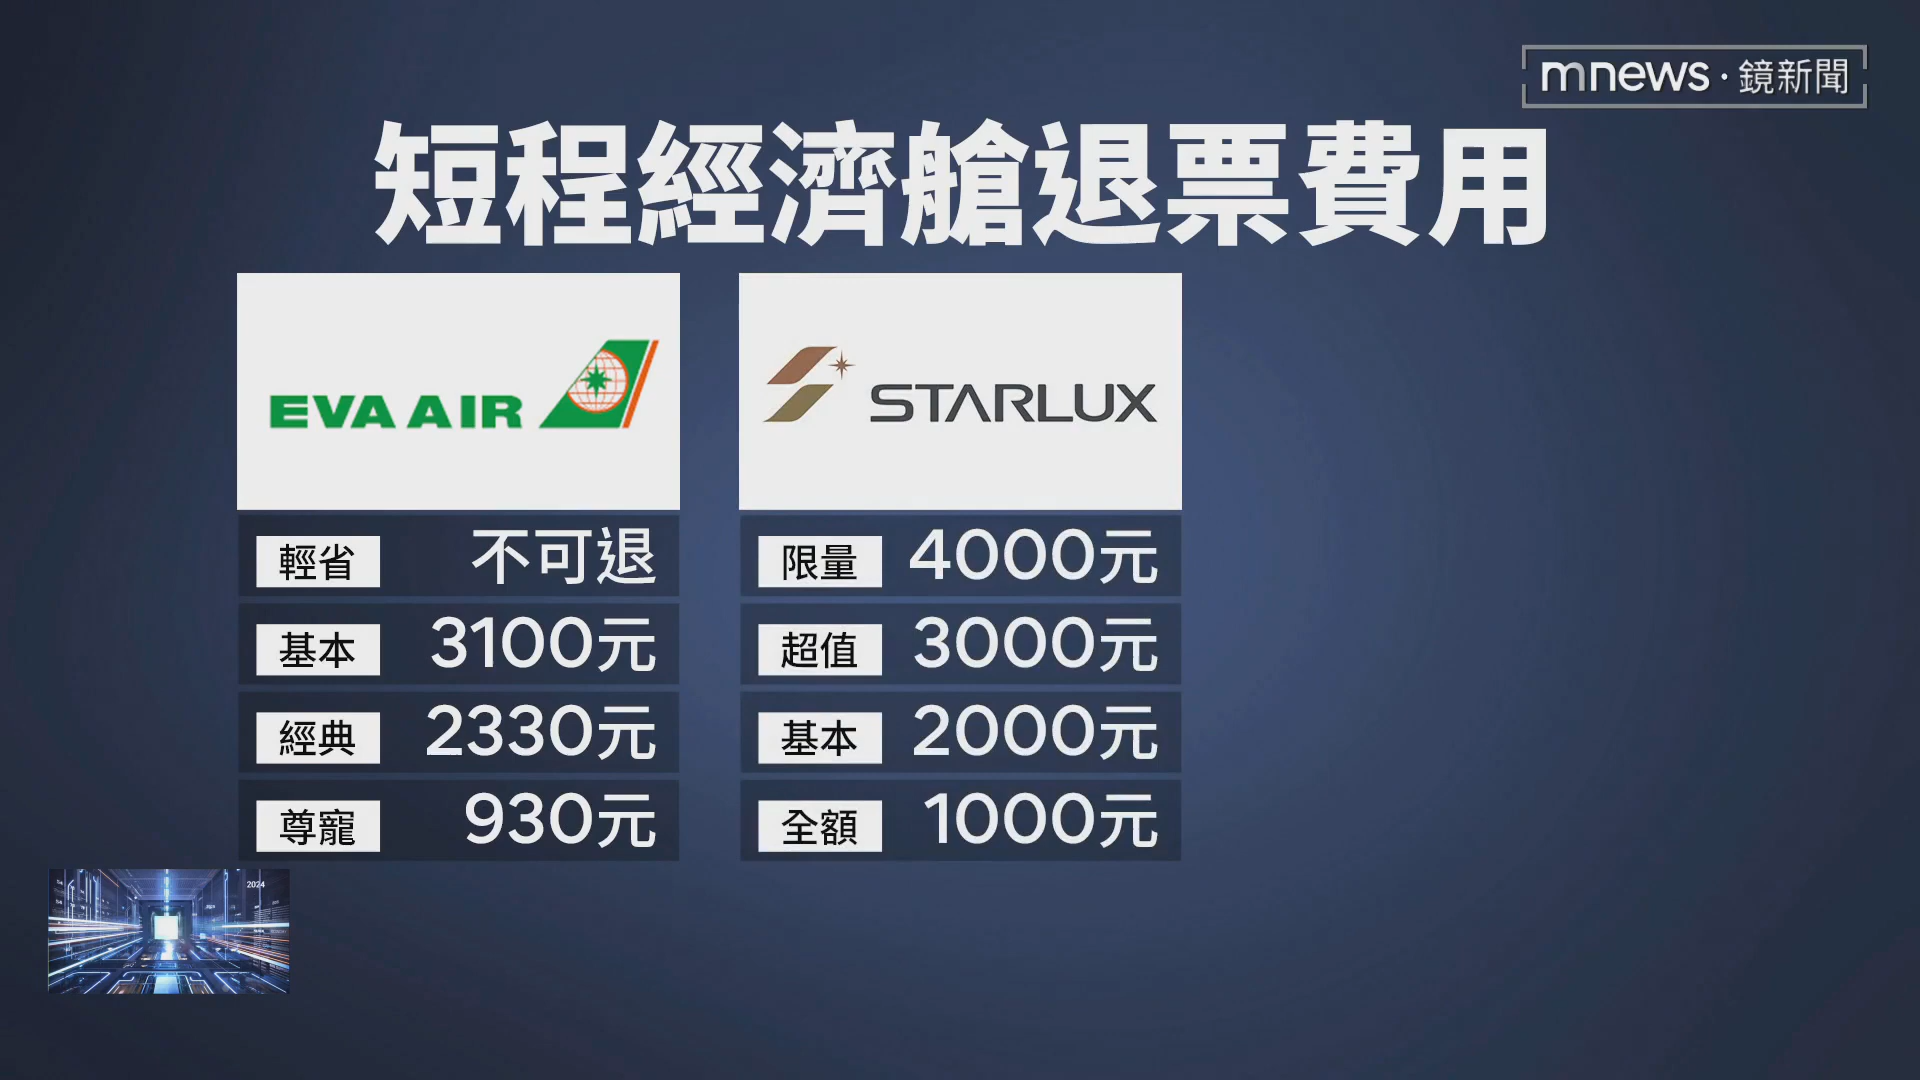 mnews·鏡新聞
短程經濟艙退票費用
EVA AIR
輕省 不可退
基本 3100元
經典 2330元
尊寵 930元
STARLUX
限量 4000元
超值 3000元
基本 2000元
全額 1000元
2024